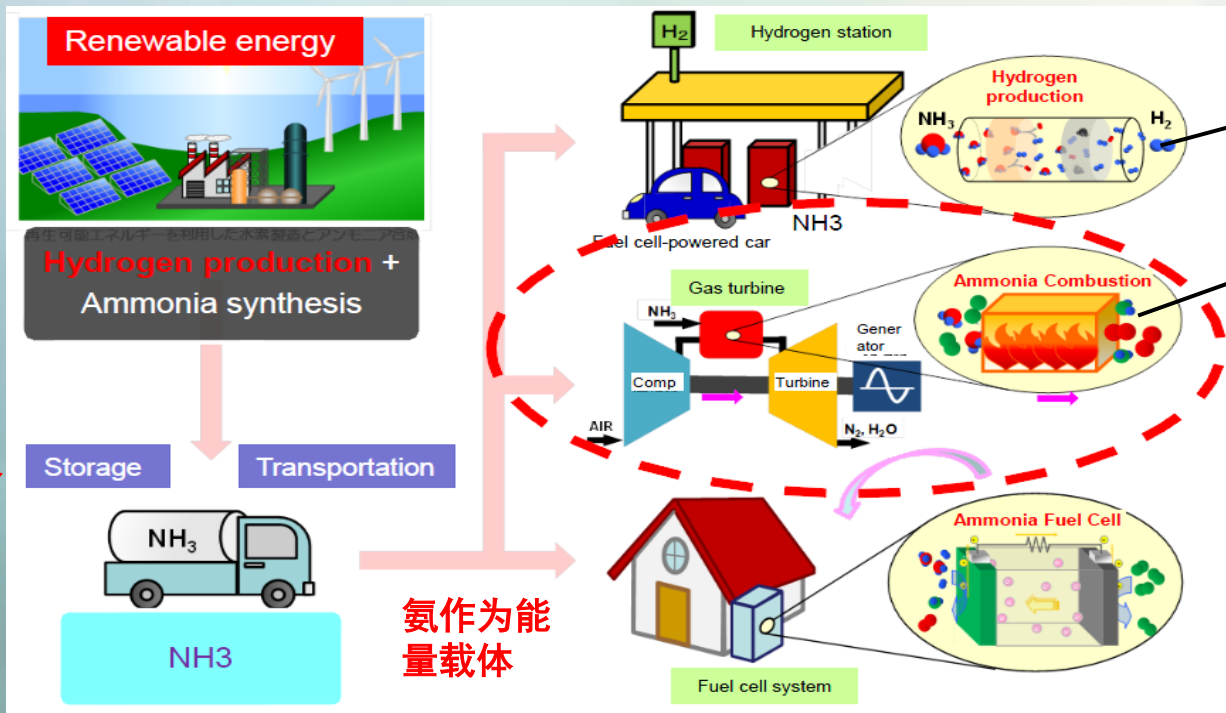 Renewable energy
Hydrogen production +
Ammonia synthesis
Storage
Transportation
NH3
NH3
氨作为能
量载体
H2
Hydrogen station
Hydrogen
production
NH3
H2
NH3
Fuel cell-powered car
Gas turbine
Ammonia Combustion
NH3
Gener
ator
Comp
Turbine
AIR
N2, H2O
Ammonia Fuel Cell
Fuel cell system